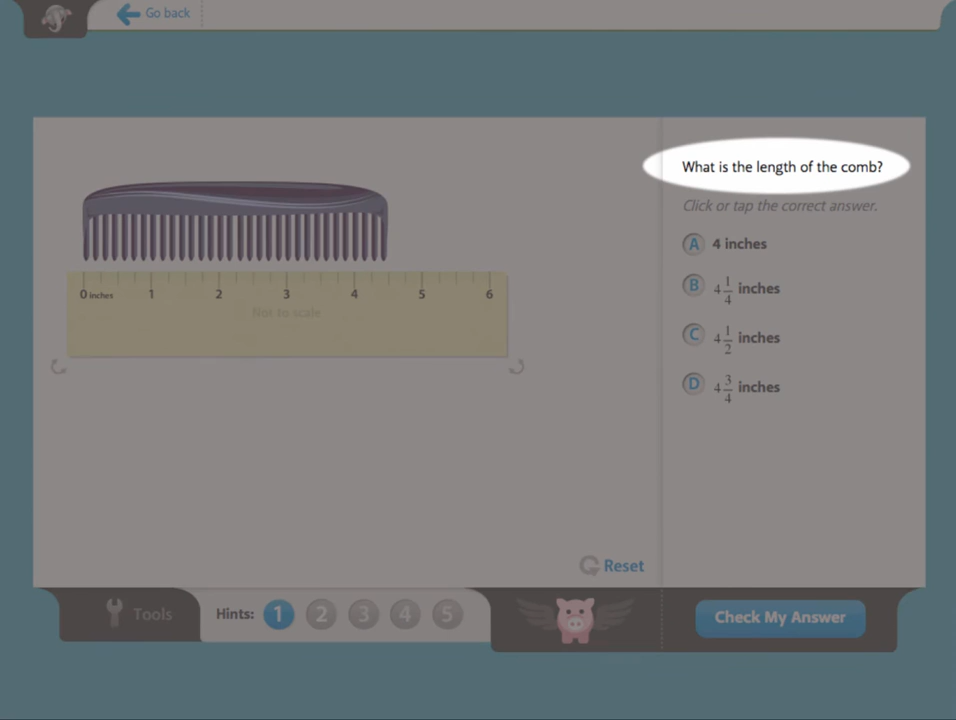 Go back
What is the length of the comb?
Click or tap the correct answer.
A 4 inches
B 4 1/4 inches
C 4 1/2 inches
D 4 3/4 inches
0 inches 1 2 3 4 5 6
Not to scale
Reset
Tools
Hints: 1 2 3 4 5
Check My Answer